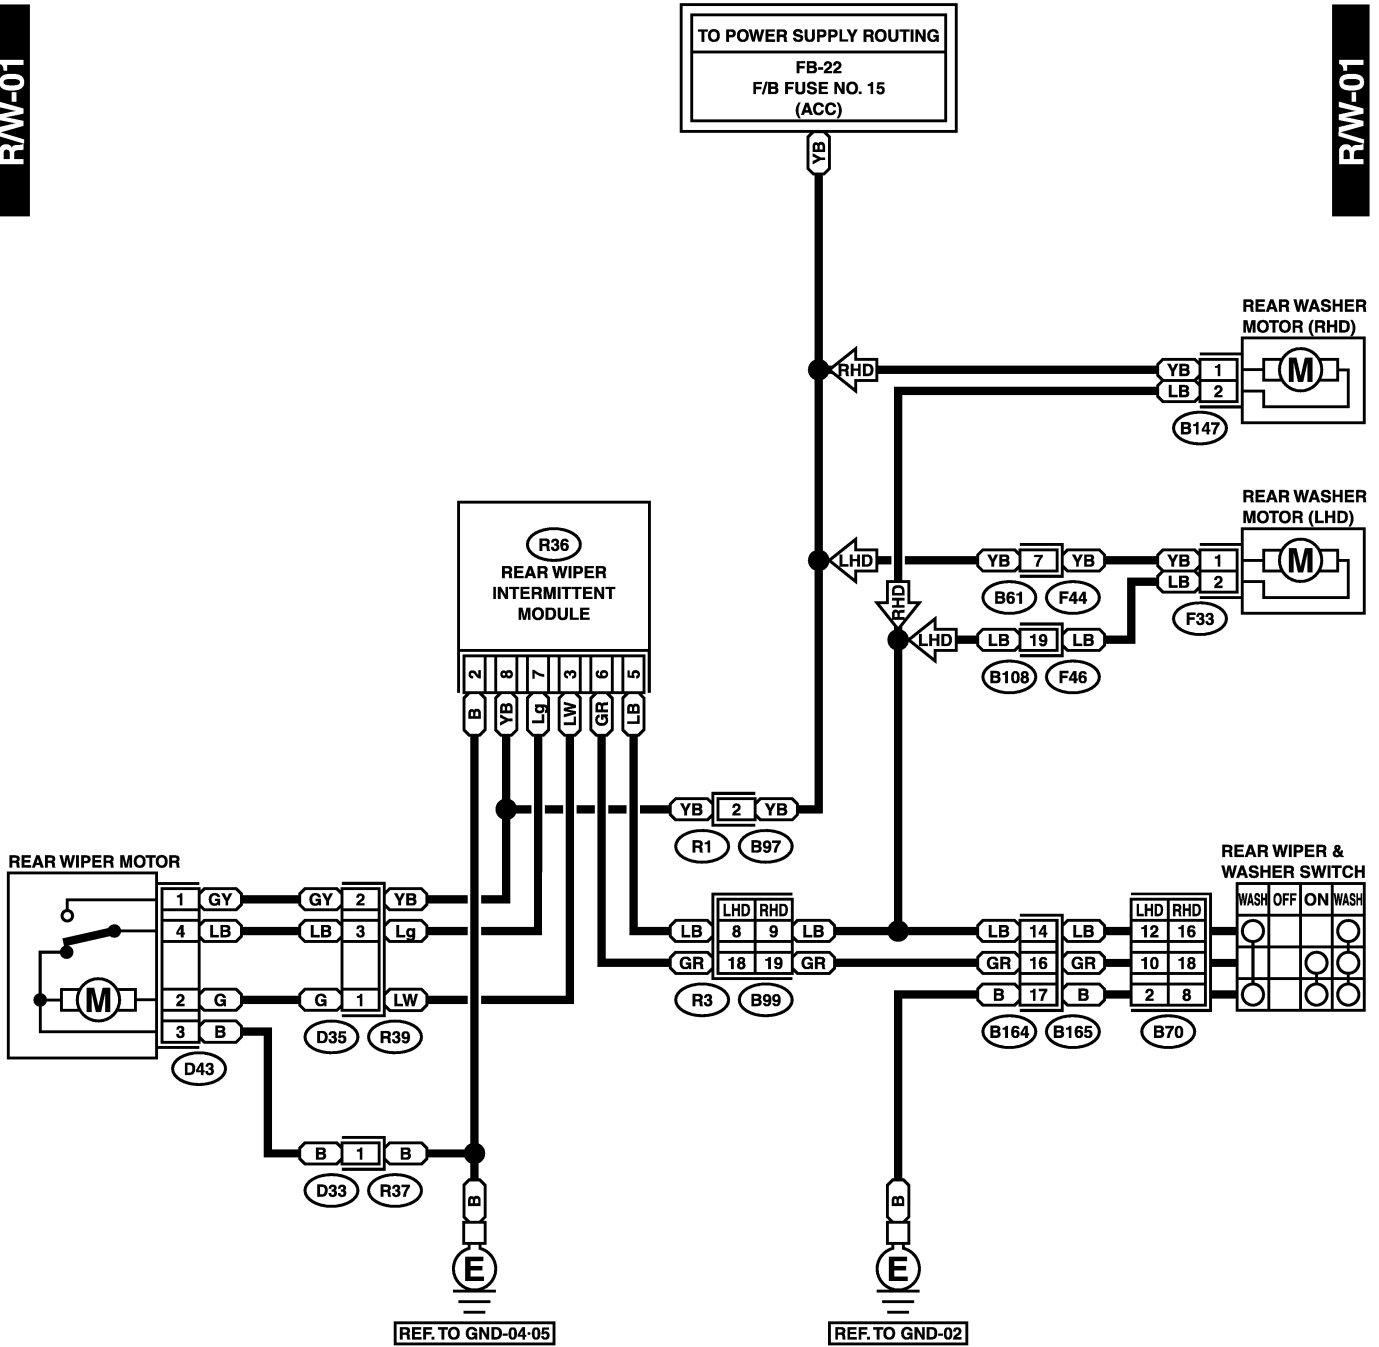 R/W-01
R/W-01
TO POWER SUPPLY ROUTING
FB-22
F/B FUSE NO. 15
(ACC)
YB
REAR WASHER
MOTOR (RHD)
RHD
YB 1
LB 2
M
B147
REAR WASHER
MOTOR (LHD)
LHD
YB 7 YB
YB 1
LB 2
M
B61 F44
F33
RHD
LHD
LB 19 LB
B108 F46
R36
REAR WIPER
INTERMITTENT
MODULE
2 8 7 3 6 5
B YB Lg LW GR LB
YB 2 YB
R1 B97
REAR WIPER MOTOR
1 GY GY 2 YB
4 LB LB 3 Lg
M
2 G G 1 LW
3 B
D35 R39
D43
LHD RHD
LB 8 9 LB
GR 18 19 GR
R3 B99
LB 14 LB
GR 16 GR
B 17 B
B164 B165
LHD RHD
12 16
10 18
2 8
B70
REAR WIPER &
WASHER SWITCH
WASH OFF ON WASH
B 1 B
D33 R37
B
E
REF. TO GND-04·05
B
E
REF. TO GND-02